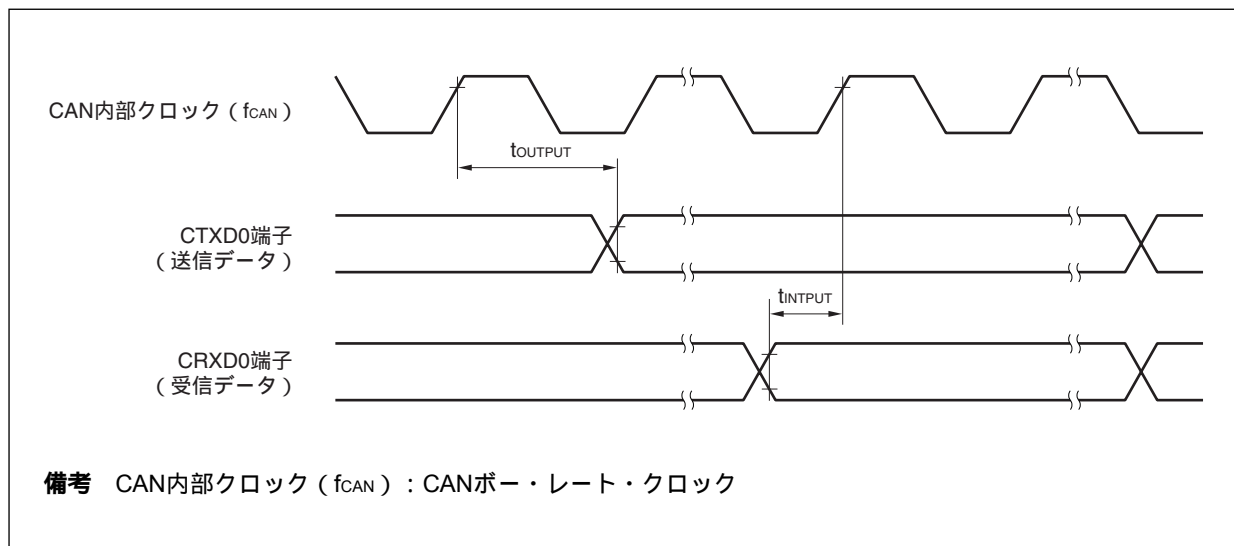 CAN内部クロック（fCAN）
tOUTPUT
CTXD0端子
（送信データ）
tINTPUT
CRXD0端子
（受信データ）
備考　CAN内部クロック（fCAN）：CANボー・レート・クロック